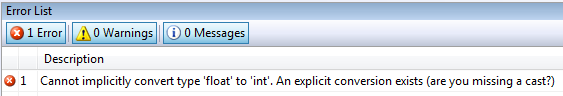 Error List
1 Error 0 Warnings 0 Messages
Description
1 Cannot implicitly convert type 'float' to 'int'. An explicit conversion exists (are you missing a cast?)